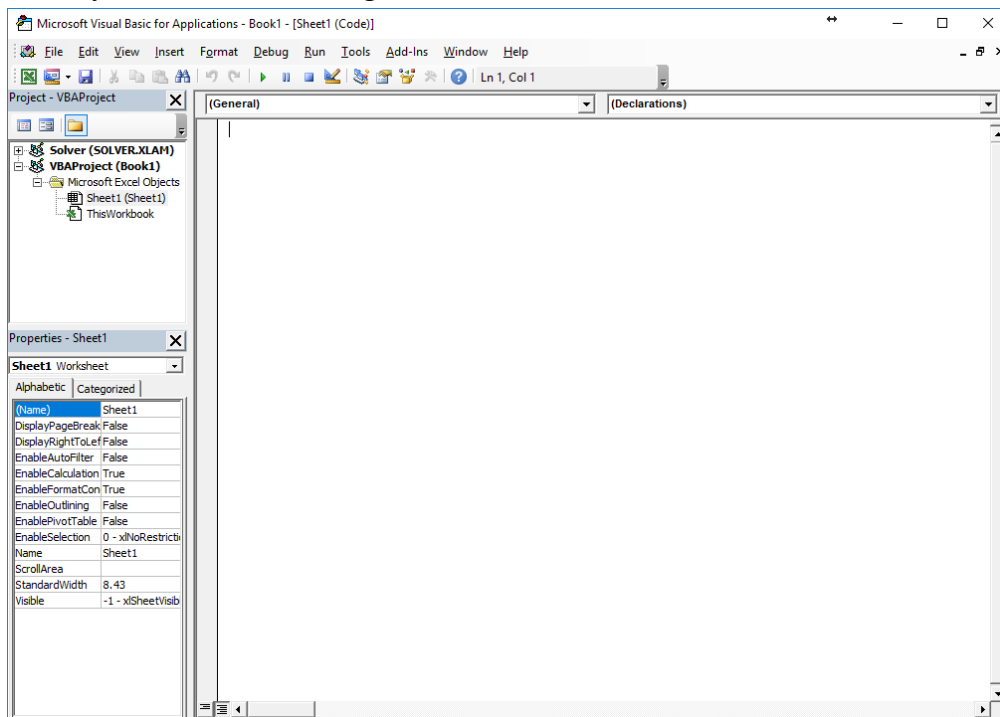 Microsoft Visual Basic for Applications - Book1 - [Sheet1 (Code)]
File Edit View Insert Format Debug Run Tools Add-Ins Window Help
Ln 1, Col 1
Project - VBAProject
(General)
(Declarations)
Solver (SOLVER.XLAM)
VBAProject (Book1)
Microsoft Excel Objects
Sheet1 (Sheet1)
ThisWorkbook
Properties - Sheet1
Sheet1 Worksheet
Alphabetic Categorized
(Name) Sheet1
DisplayPageBreak False
DisplayRightToLef False
EnableAutoFilter False
EnableCalculation True
EnableFormatCon True
EnableOutlining False
EnablePivotTable False
EnableSelection 0 - xlNoRestricti
Name Sheet1
ScrollArea
StandardWidth 8.43
Visible -1 - xlSheetVisib